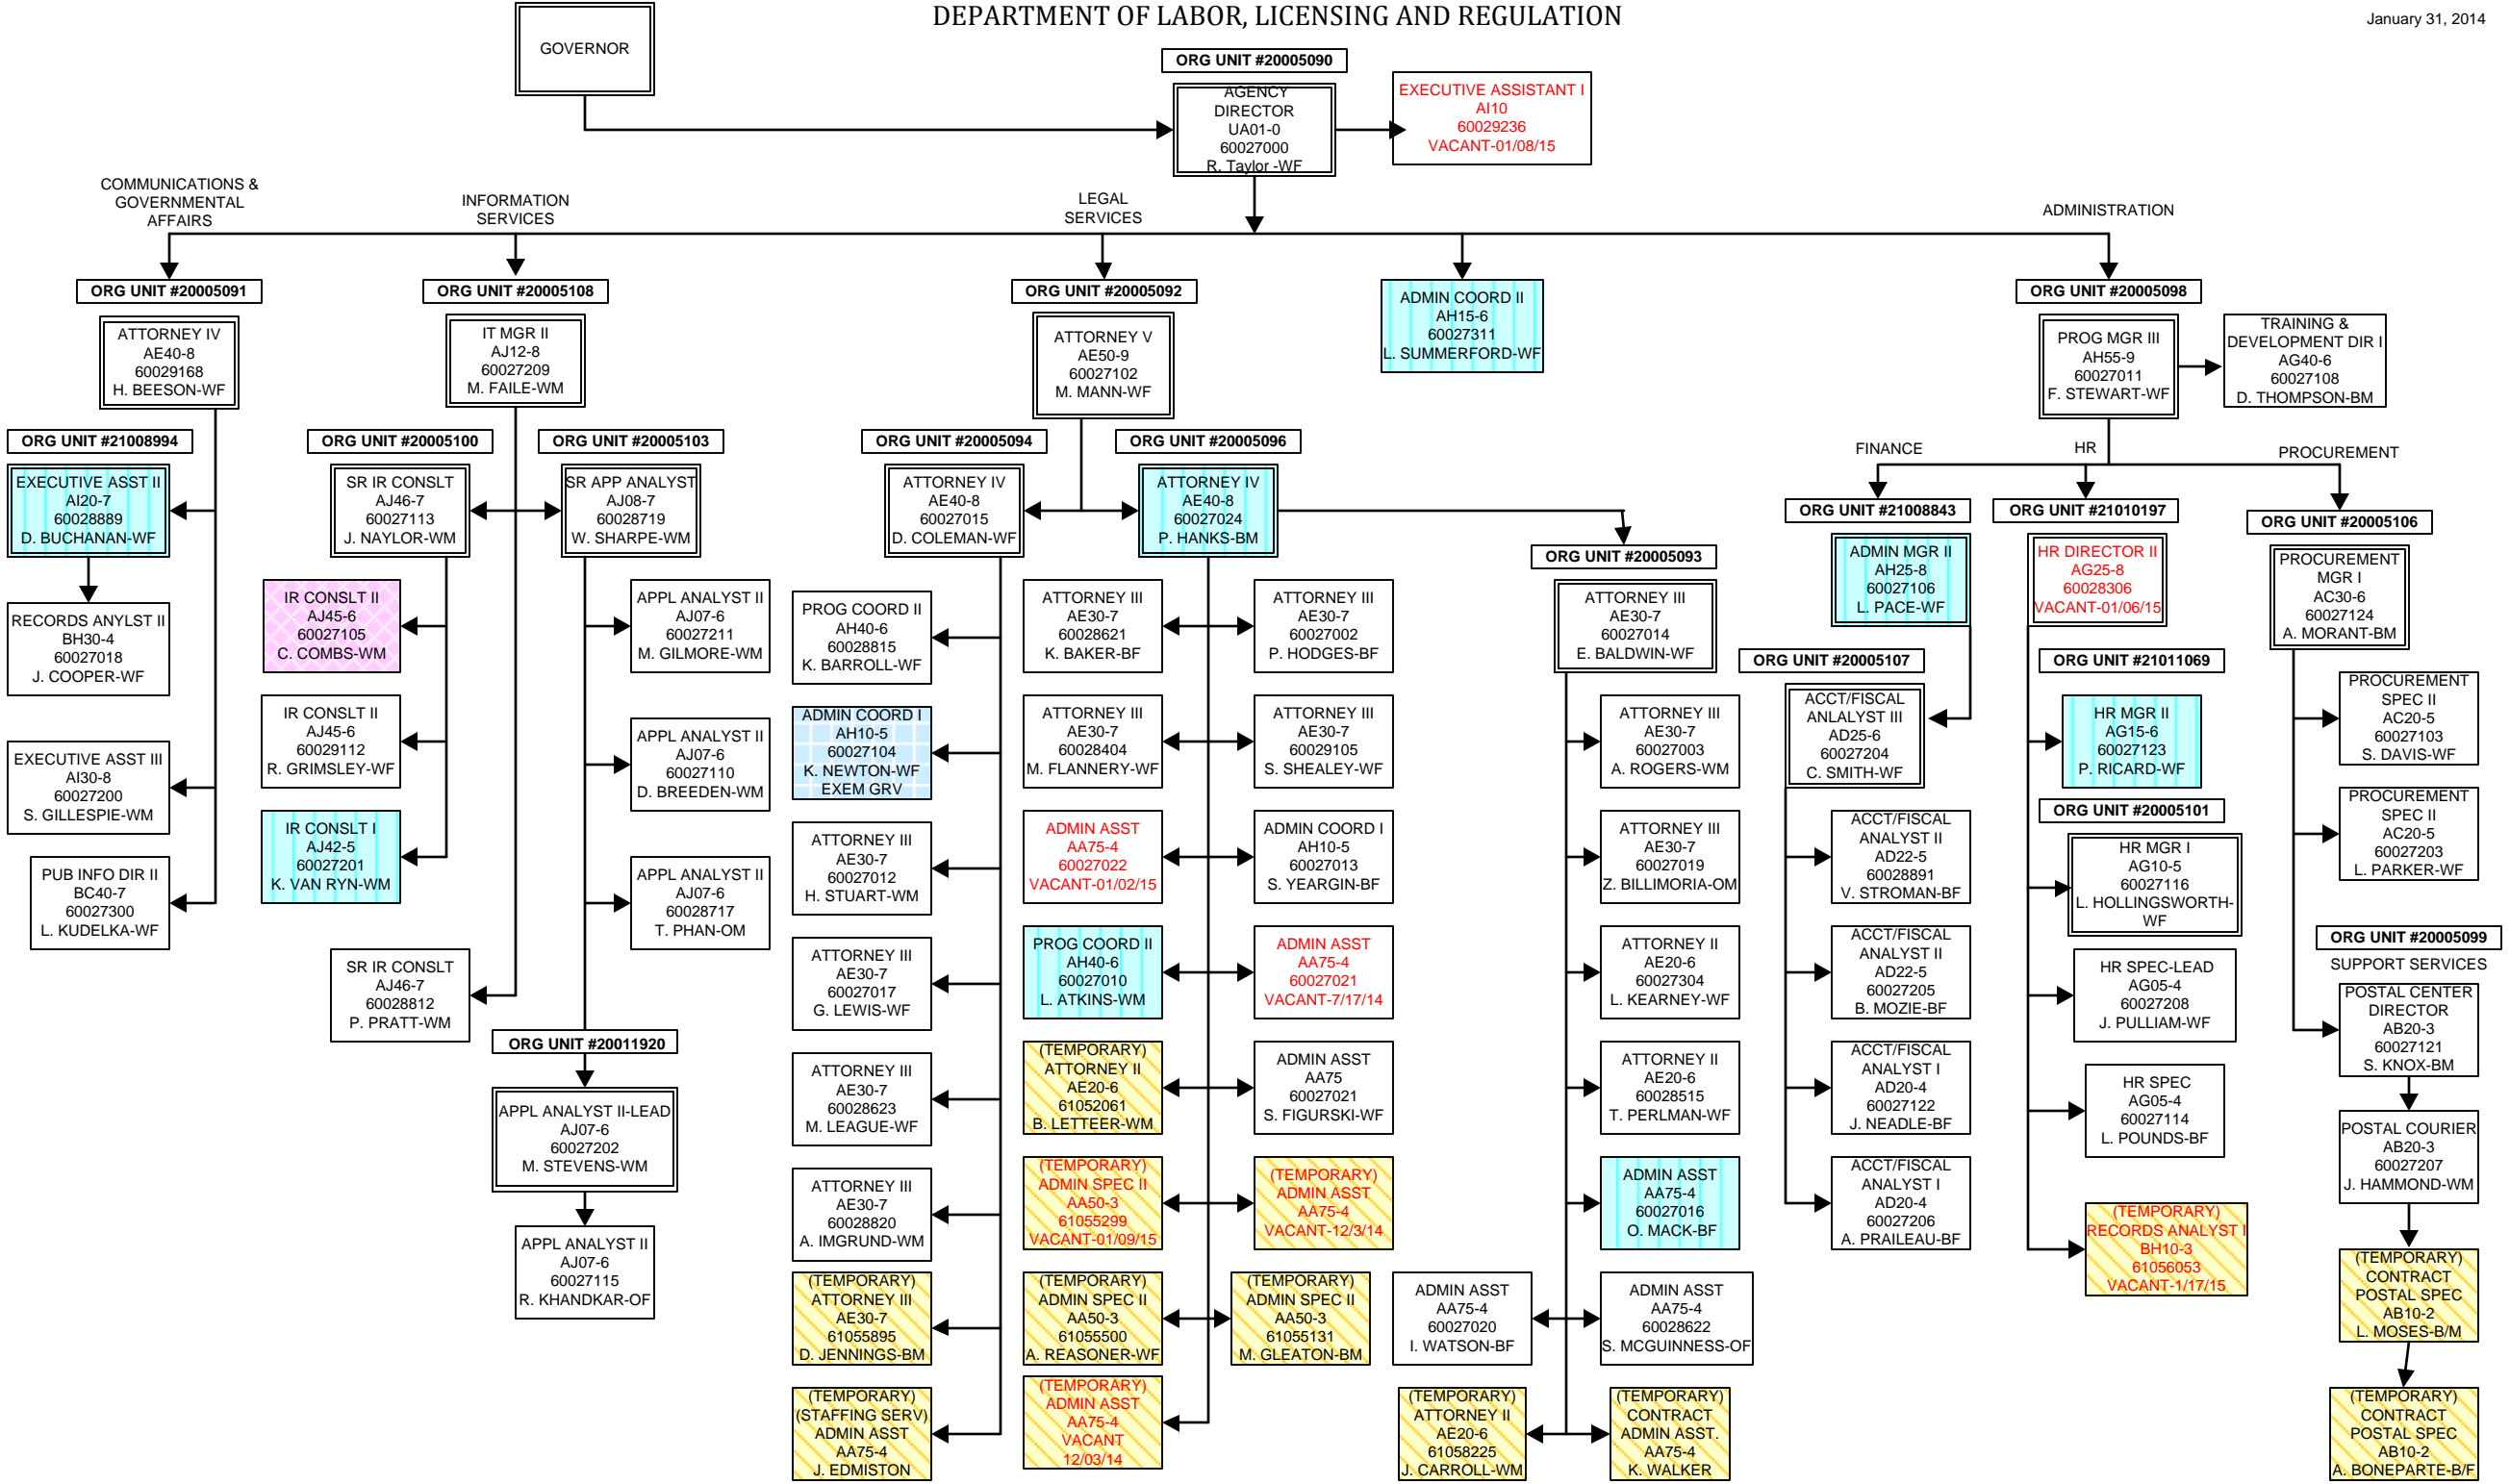 DEPARTMENT OF LABOR, LICENSING AND REGULATION
January 31, 2014
GOVERNOR
ORG UNIT #20005090
AGENCY
DIRECTOR
UA01-0
60027000
R. Taylor -WF
EXECUTIVE ASSISTANT I
AI10
60029236
VACANT-01/08/15
COMMUNICATIONS &
GOVERNMENTAL
AFFAIRS
INFORMATION
SERVICES
LEGAL
SERVICES
ADMINISTRATION
ORG UNIT #20005091
ATTORNEY IV
AE40-8
60029168
H. BEESON-WF
ORG UNIT #21008994
EXECUTIVE ASST II
AI20-7
60028889
D. BUCHANAN-WF
RECORDS ANYLST II
BH30-4
60027018
J. COOPER-WF
EXECUTIVE ASST III
AI30-8
60027200
S. GILLESPIE-WM
PUB INFO DIR II
BC40-7
60027300
L. KUDELKA-WF
ORG UNIT #20005108
IT MGR II
AJ12-8
60027209
M. FAILE-WM
ORG UNIT #20005100
SR IR CONSLT
AJ46-7
60027113
J. NAYLOR-WM
IR CONSLT II
AJ45-6
60027105
C. COMBS-WM
IR CONSLT II
AJ45-6
60029112
R. GRIMSLEY-WF
IR CONSLT I
AJ42-5
60027201
K. VAN RYN-WM
SR IR CONSLT
AJ46-7
60028812
P. PRATT-WM
ORG UNIT #20005103
SR APP ANALYST
AJ08-7
60028719
W. SHARPE-WM
APPL ANALYST II
AJ07-6
60027211
M. GILMORE-WM
APPL ANALYST II
AJ07-6
60027110
D. BREEDEN-WM
APPL ANALYST II
AJ07-6
60028717
T. PHAN-OM
ORG UNIT #20011920
APPL ANALYST II-LEAD
AJ07-6
60027202
M. STEVENS-WM
APPL ANALYST II
AJ07-6
60027115
R. KHANDKAR-OF
ORG UNIT #20005092
ATTORNEY V
AE50-9
60027102
M. MANN-WF
ORG UNIT #20005094
ATTORNEY IV
AE40-8
60027015
D. COLEMAN-WF
PROG COORD II
AH40-6
60028815
K. BARROLL-WF
ADMIN COORD I
AH10-5
60027104
K. NEWTON-WF
EXEM GRV
ATTORNEY III
AE30-7
60027012
H. STUART-WM
ATTORNEY III
AE30-7
60027017
G. LEWIS-WF
ATTORNEY III
AE30-7
60028623
M. LEAGUE-WF
ATTORNEY III
AE30-7
60028820
A. IMGRUND-WM
(TEMPORARY)
ATTORNEY III
AE30-7
61055895
D. JENNINGS-BM
(TEMPORARY)
(STAFFING SERV)
ADMIN ASST
AA75-4
J. EDMISTON
ORG UNIT #20005096
ATTORNEY IV
AE40-8
60027024
P. HANKS-BM
ATTORNEY III
AE30-7
60028621
K. BAKER-BF
ATTORNEY III
AE30-7
60027002
P. HODGES-BF
ATTORNEY III
AE30-7
60028404
M. FLANNERY-WF
ATTORNEY III
AE30-7
60029105
S. SHEALEY-WF
ADMIN ASST
AA75-4
60027022
VACANT-01/02/15
ADMIN COORD I
AH10-5
60027013
S. YEARGIN-BF
PROG COORD II
AH40-6
60027010
L. ATKINS-WM
ADMIN ASST
AA75-4
60027021
VACANT-7/17/14
(TEMPORARY)
ATTORNEY II
AE20-6
61052061
B. LETTEER-WM
ADMIN ASST
AA75
60027021
S. FIGURSKI-WF
(TEMPORARY)
ADMIN SPEC II
AA50-3
61055299
VACANT-01/09/15
(TEMPORARY)
ADMIN ASST
AA75-4
VACANT-12/3/14
(TEMPORARY)
ADMIN SPEC II
AA50-3
61055500
A. REASONER-WF
(TEMPORARY)
ADMIN SPEC II
AA50-3
61055131
M. GLEATON-BM
(TEMPORARY)
ADMIN ASST
AA75-4
VACANT
12/03/14
ORG UNIT #20005093
ATTORNEY III
AE30-7
60027014
E. BALDWIN-WF
ATTORNEY III
AE30-7
60027003
A. ROGERS-WM
ATTORNEY III
AE30-7
60027019
Z. BILLIMORIA-OM
ATTORNEY II
AE20-6
60027304
L. KEARNEY-WF
ATTORNEY II
AE20-6
60028515
T. PERLMAN-WF
ADMIN ASST
AA75-4
60027016
O. MACK-BF
ADMIN ASST
AA75-4
60027020
I. WATSON-BF
ADMIN ASST
AA75-4
60028622
S. MCGUINNESS-OF
(TEMPORARY)
ATTORNEY II
AE20-6
61058225
J. CARROLL-WM
(TEMPORARY)
CONTRACT
ADMIN ASST.
AA75-4
K. WALKER
ADMIN COORD II
AH15-6
60027311
L. SUMMERFORD-WF
ORG UNIT #20005098
PROG MGR III
AH55-9
60027011
F. STEWART-WF
TRAINING &
DEVELOPMENT DIR I
AG40-6
60027108
D. THOMPSON-BM
FINANCE
HR
PROCUREMENT
ORG UNIT #21008843
ADMIN MGR II
AH25-8
60027106
L. PACE-WF
ORG UNIT #20005107
ACCT/FISCAL
ANLALYST III
AD25-6
60027204
C. SMITH-WF
ACCT/FISCAL
ANALYST II
AD22-5
60028891
V. STROMAN-BF
ACCT/FISCAL
ANALYST II
AD22-5
60027205
B. MOZIE-BF
ACCT/FISCAL
ANALYST I
AD20-4
60027122
J. NEADLE-BF
ACCT/FISCAL
ANALYST I
AD20-4
60027206
A. PRAILEAU-BF
ORG UNIT #21010197
HR DIRECTOR II
AG25-8
60028306
VACANT-01/06/15
ORG UNIT #21011069
HR MGR II
AG15-6
60027123
P. RICARD-WF
ORG UNIT #20005101
HR MGR I
AG10-5
60027116
L. HOLLINGSWORTH-
WF
HR SPEC-LEAD
AG05-4
60027208
J. PULLIAM-WF
HR SPEC
AG05-4
60027114
L. POUNDS-BF
(TEMPORARY)
RECORDS ANALYST I
BH10-3
61056053
VACANT-1/17/15
ORG UNIT #20005106
PROCUREMENT
MGR I
AC30-6
60027124
A. MORANT-BM
PROCUREMENT
SPEC II
AC20-5
60027103
S. DAVIS-WF
PROCUREMENT
SPEC II
AC20-5
60027203
L. PARKER-WF
ORG UNIT #20005099
SUPPORT SERVICES
POSTAL CENTER
DIRECTOR
AB20-3
60027121
S. KNOX-BM
POSTAL COURIER
AB20-3
60027207
J. HAMMOND-WM
(TEMPORARY)
CONTRACT
POSTAL SPEC
AB10-2
L. MOSES-B/M
(TEMPORARY)
CONTRACT
POSTAL SPEC
AB10-2
A. BONEPARTE-B/F